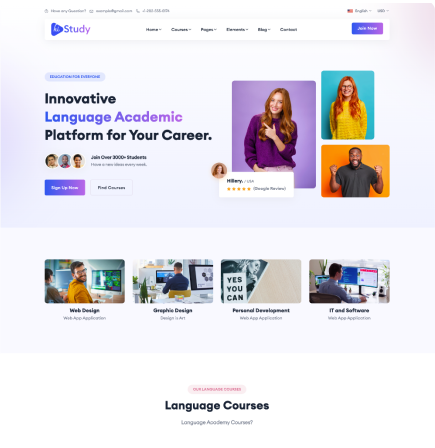 Have any Question?
example@gmail.com
English
USD
Study
Home
Courses
Pages
Elements
Blog
Contact
Join Now
EDUCATION FOR EVERYONE
Innovative
Language Academic
Platform for Your Career.
Join Over 3000+ Students
Have a new ideas every week.
Sign Up Now
Find Courses
Hillery. / USA
(Google Review)
YES
YOU
CAN
Web Design
Web App Application
Graphic Design
Design is Art
Personal Development
Web App Application
IT and Software
Web App Application
OUR LANGUAGE COURSES
Language Courses
Language Academy Courses?